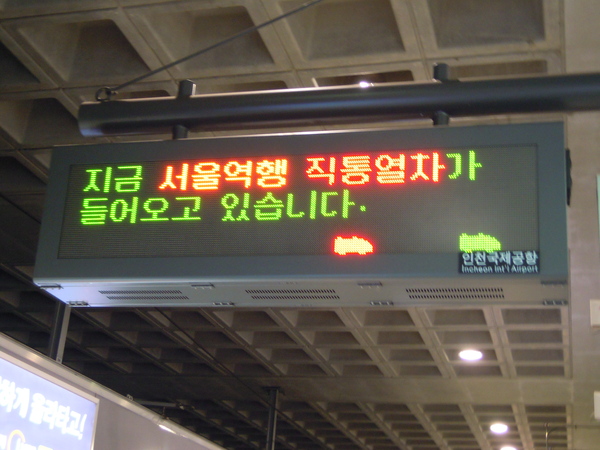 지금 서울역행 직통열차가
들어오고 있습니다.
인천국제공항
Incheon Int'l Airport